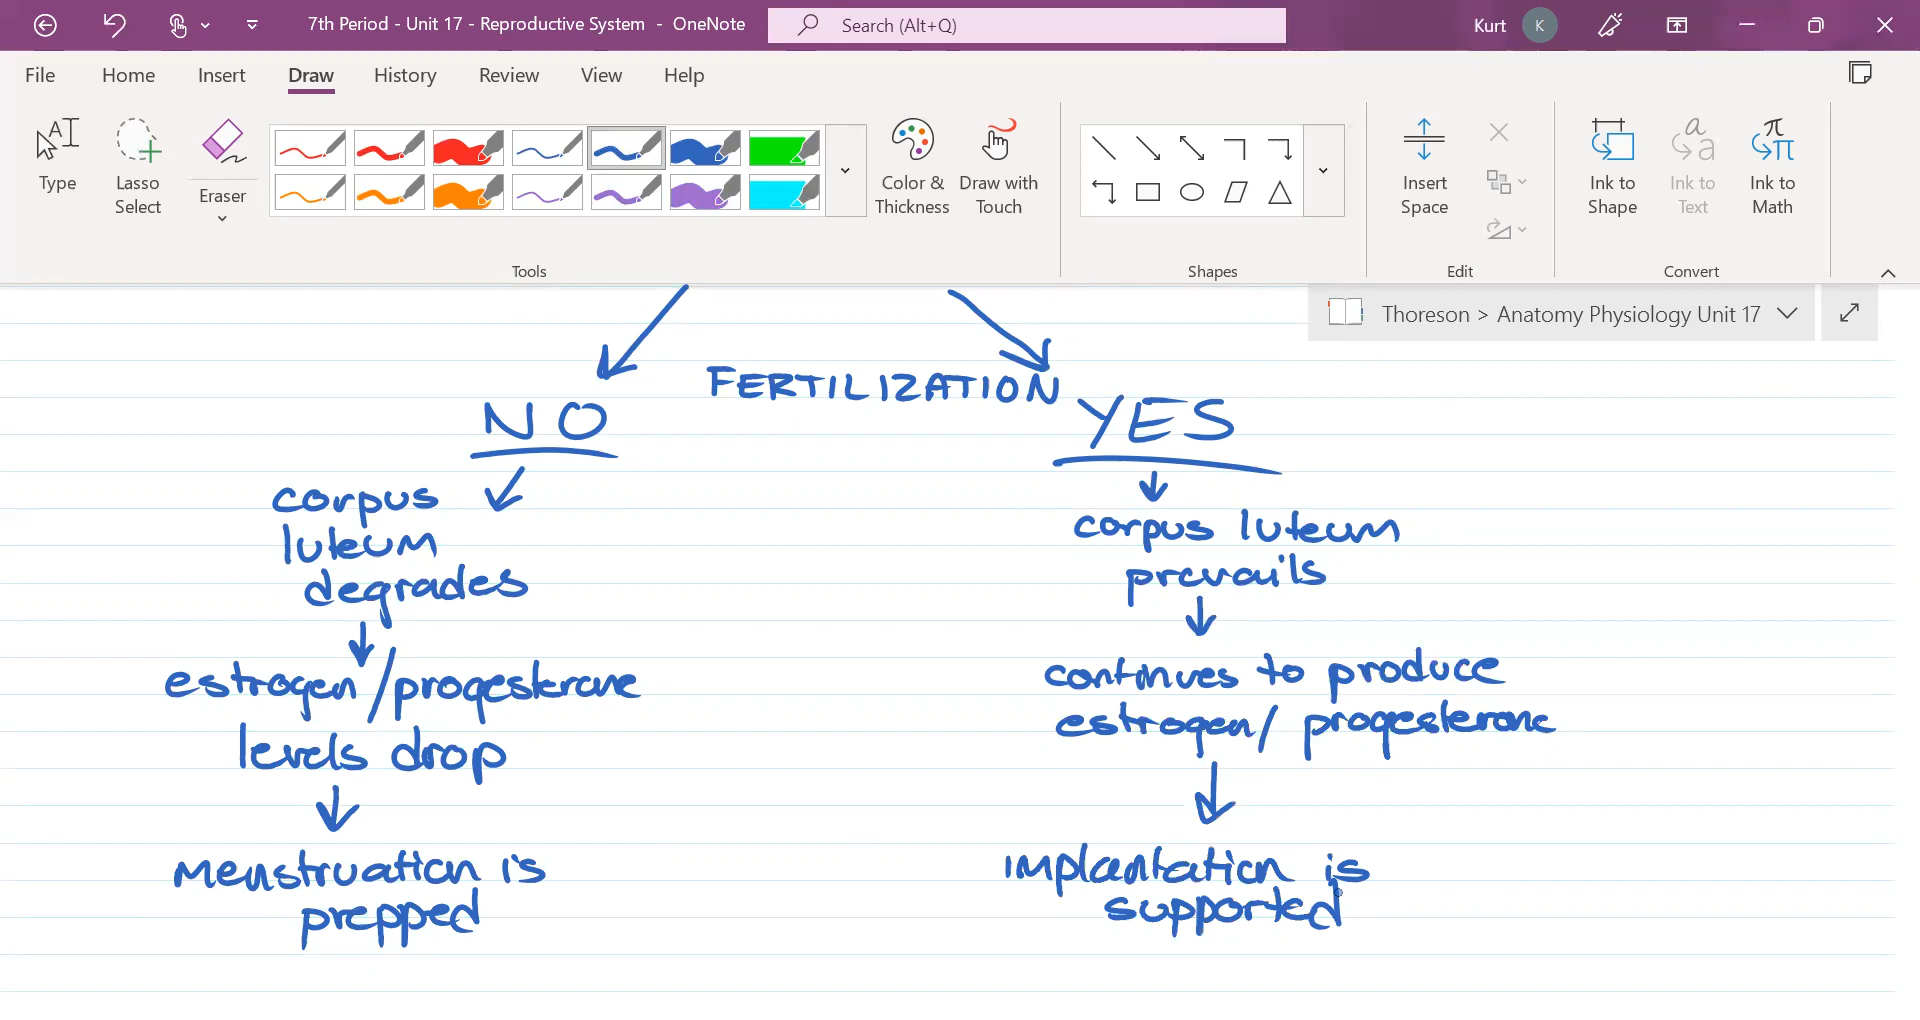 7th Period - Unit 17 - Reproductive System - OneNote
Search (Alt+Q)
Kurt
K
File
Home
Insert
Draw
History
Review
View
Help
Type
Lasso
Select
Eraser
Color &
Thickness
Draw with
Touch
Tools
Shapes
Insert
Space
Edit
Ink to
Shape
Ink to
Text
Ink to
Math
Convert
Thoreson > Anatomy Physiology Unit 17
FERTILIZATION
NO
corpus
luteum
degrades
estrogen/progesterone
levels drop
menstruation is
prepped
YES
corpus luteum
prevails
continues to produce
estrogen/progesterone
implantation is
supported